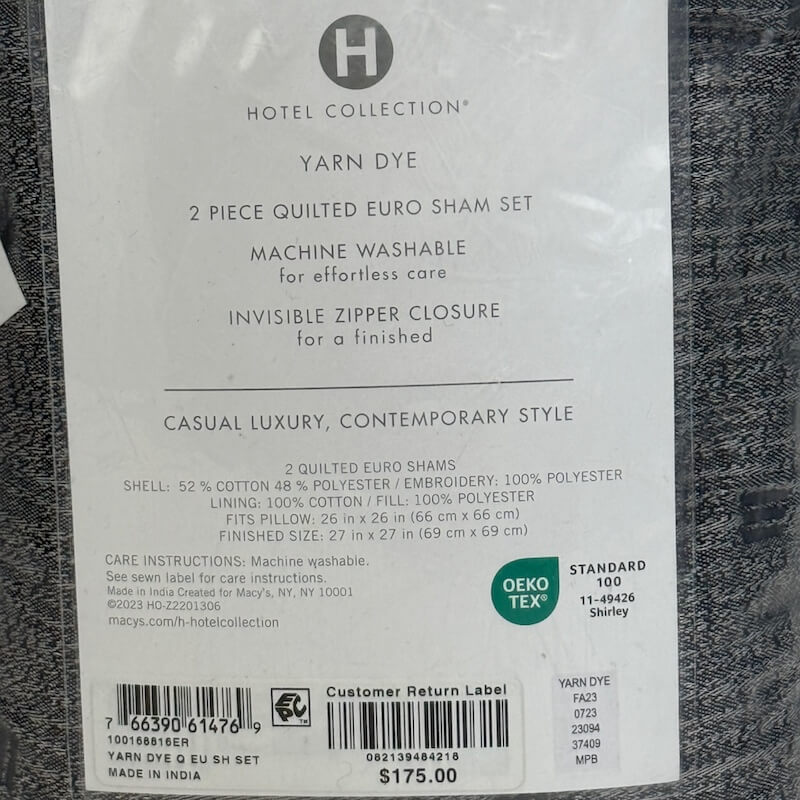 H
HOTEL COLLECTION®
YARN DYE
2 PIECE QUILTED EURO SHAM SET
MACHINE WASHABLE
for effortless care
INVISIBLE ZIPPER CLOSURE
for a finished
CASUAL LUXURY, CONTEMPORARY STYLE
2 QUILTED EURO SHAMS
SHELL: 52 % COTTON 48 % POLYESTER / EMBROIDERY: 100% POLYESTER
LINING: 100% COTTON / FILL: 100% POLYESTER
FITS PILLOW: 26 in x 26 in (66 cm x 66 cm)
FINISHED SIZE: 27 in x 27 in (69 cm x 69 cm)
CARE INSTRUCTIONS: Machine washable.
See sewn label for care instructions.
Made in India Created for Macy's, NY, NY 10001
©2023 HO-Z2201306
macys.com/h-hotelcollection
OEKO
TEX®
STANDARD
100
11-49426
Shirley
7 66390 61476 9
100168816ER
YARN DYE Q EU SH SET
MADE IN INDIA
EPC™
Customer Return Label
082139484218
$175.00
YARN DYE
FA23
0723
23094
37409
MPB